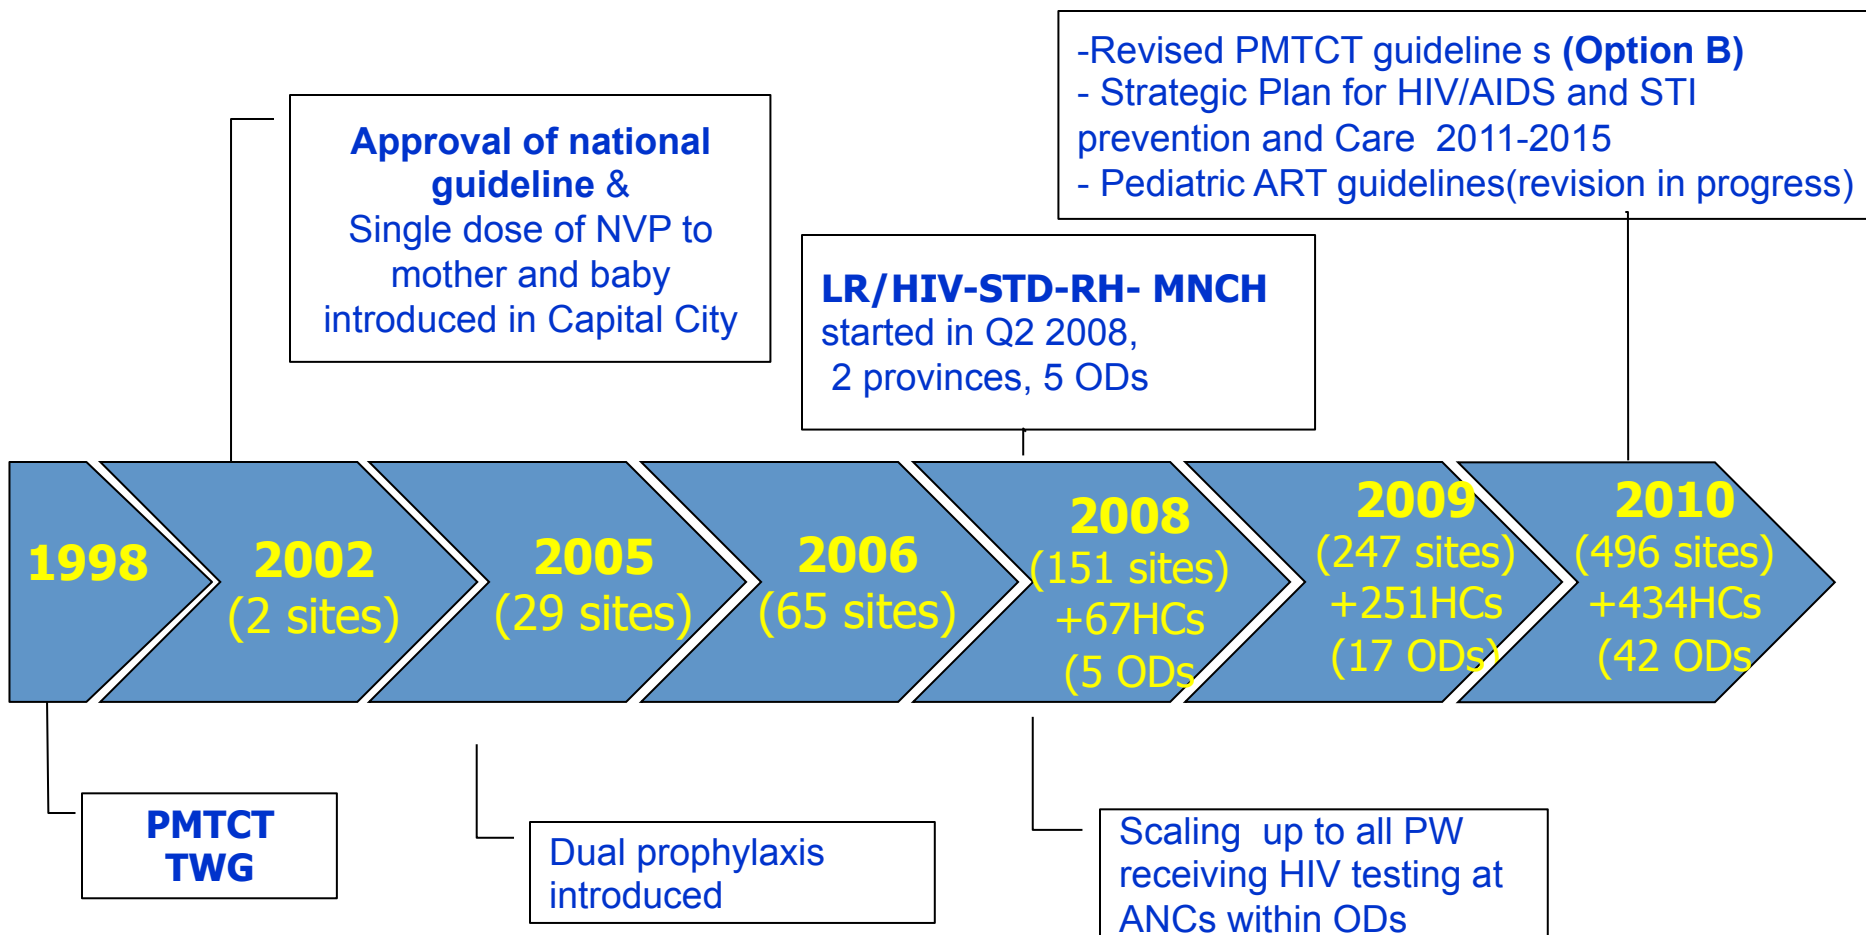 -Revised PMTCT guideline s (Option B)
- Strategic Plan for HIV/AIDS and STI
prevention and Care 2011-2015
- Pediatric ART guidelines(revision in progress)
Approval of national
guideline &
Single dose of NVP to
mother and baby
introduced in Capital City
LR/HIV-STD-RH- MNCH
started in Q2 2008,
2 provinces, 5 ODs
1998
2002
(2 sites)
2005
(29 sites)
2006
(65 sites)
2008
(151 sites)
+67HCs
(5 ODs
2009
(247 sites)
+251HCs
(17 ODs)
2010
(496 sites)
+434HCs
(42 ODs
PMTCT
TWG
Dual prophylaxis
introduced
Scaling up to all PW
receiving HIV testing at
ANCs within ODs